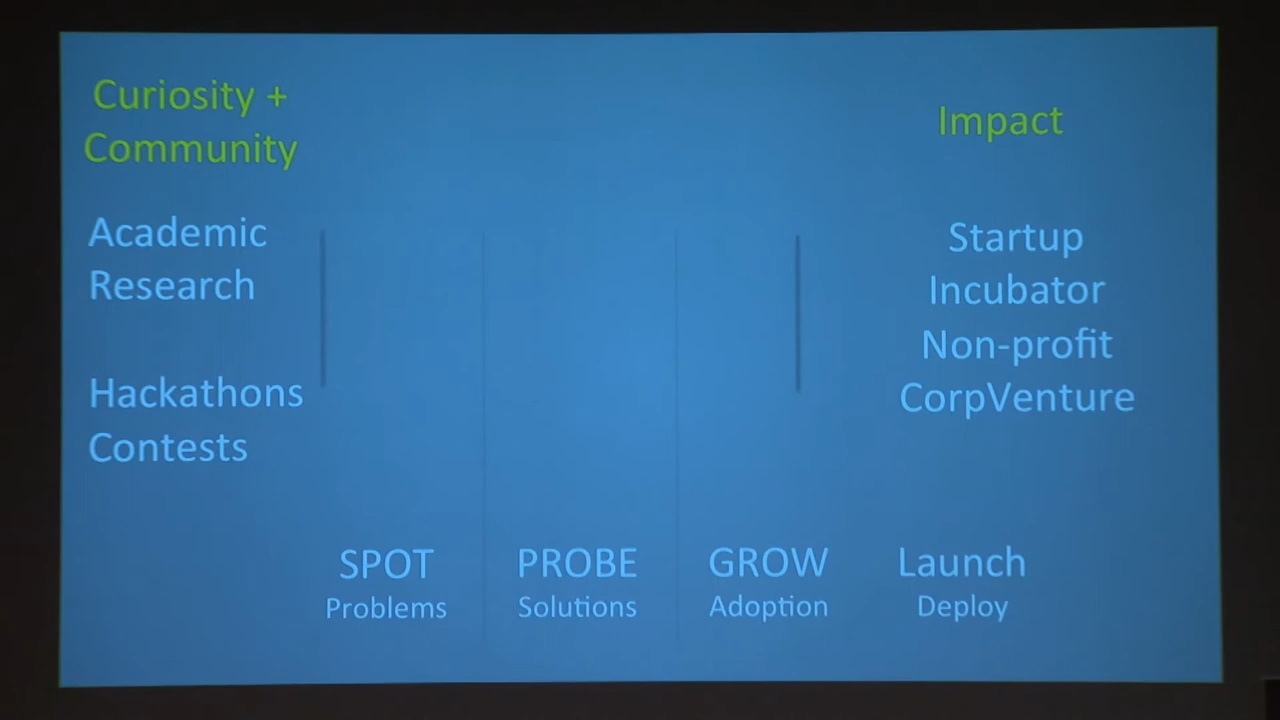 Curiosity +
Community
Impact
Academic
Research
Hackathons
Contests
Startup
Incubator
Non-profit
CorpVenture
SPOT
Problems
PROBE
Solutions
GROW
Adoption
Launch
Deploy